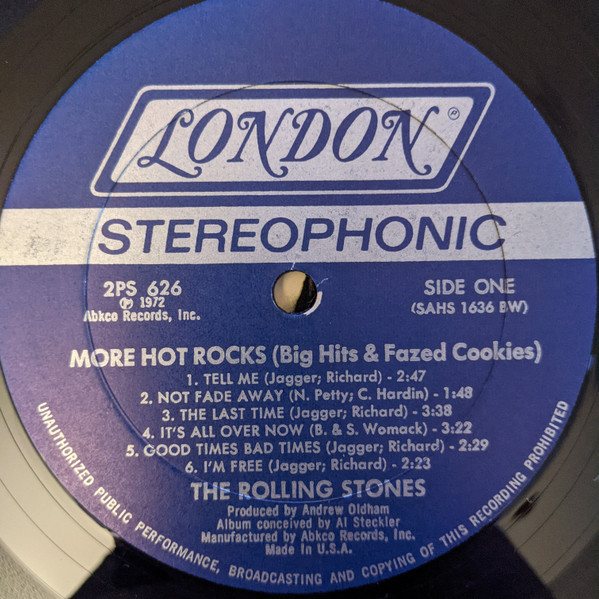 LONDON®
STEREOPHONIC
2PS 626
℗ 1972
Abkco Records, Inc.
SIDE ONE
(SAHS 1636 BW)
MORE HOT ROCKS (Big Hits & Fazed Cookies)
1. TELL ME (Jagger; Richard) - 2:47
2. NOT FADE AWAY (N. Petty; C. Hardin) - 1:48
3. THE LAST TIME (Jagger; Richard) - 3:38
4. IT'S ALL OVER NOW (B. & S. Womack) - 3:22
5. GOOD TIMES BAD TIMES (Jagger; Richard) - 2:29
6. I'M FREE (Jagger; Richard) - 2:23
THE ROLLING STONES
Produced by Andrew Oldham
Album conceived by Al Steckler
Manufactured by Abkco Records, Inc.
Made in U.S.A.
UNAUTHORIZED PUBLIC PERFORMANCE, BROADCASTING AND COPYING OF THIS RECORDING PROHIBITED